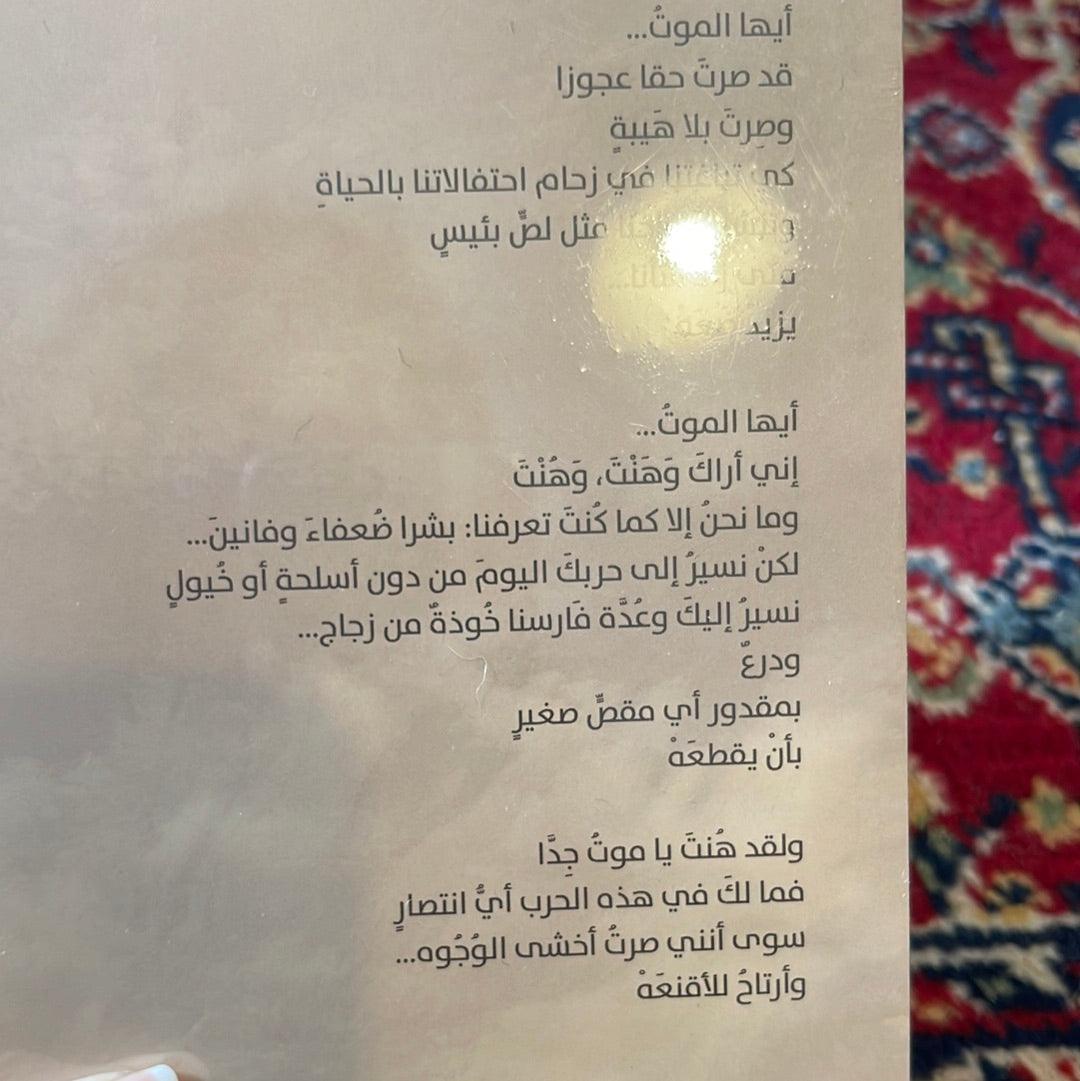 أيها الموتُ...
قد صرتَ حقا عجوزا
وصِرتَ بلا هَيبةٍ
كي تباغتنا في زحام احتفالاتنا بالحياةِ
مثل لصٍّ بئيسٍ
يزيد
أيها الموتُ...
إني أراكَ وَهَنْتَ، وَهُنْتَ
وما نحنُ إلا كما كُنتَ تعرفنا: بشرا ضُعفاءَ وفانينَ...
لكنْ نسيرُ إلى حربكَ اليومَ من دون أسلحةٍ أو خُيولٍ
نسيرُ إليكَ وعُدَّة فَارسنا خُوذةٌ من زجاج...
ودرعٌ
بمقدور أي مقصٍّ صغيرٍ
بأنْ يقطعَهْ
ولقد هُنتَ يا موتُ جِدَّا
فما لكَ في هذه الحرب أيُّ انتصارٍ
سوى أنني صرتُ أخشى الوُجُوه...
وأرتاحُ للأقنعَهْ